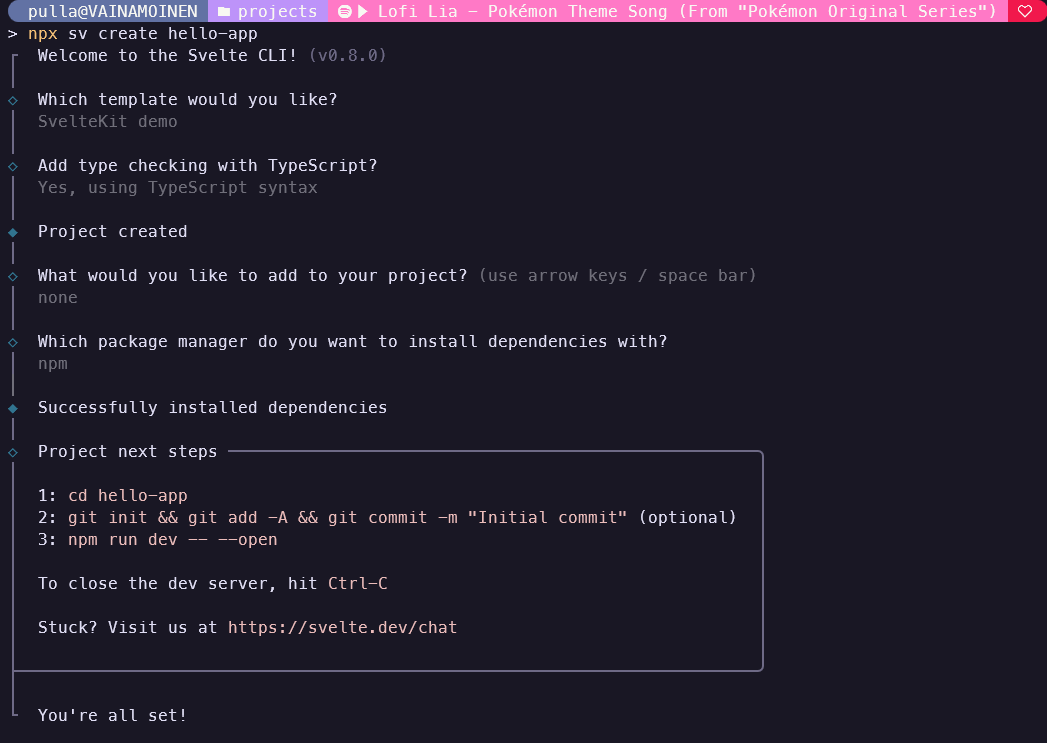 pulla@VAINAMOINEN projects Lofi Lia – Pokémon Theme Song (From "Pokémon Original Series")
> npx sv create hello-app
Welcome to the Svelte CLI! (v0.8.0)
Which template would you like?
SvelteKit demo
Add type checking with TypeScript?
Yes, using TypeScript syntax
Project created
What would you like to add to your project? (use arrow keys / space bar)
none
Which package manager do you want to install dependencies with?
npm
Successfully installed dependencies
Project next steps
1: cd hello-app
2: git init && git add -A && git commit -m "Initial commit" (optional)
3: npm run dev -- --open
To close the dev server, hit Ctrl-C
Stuck? Visit us at https://svelte.dev/chat
You're all set!